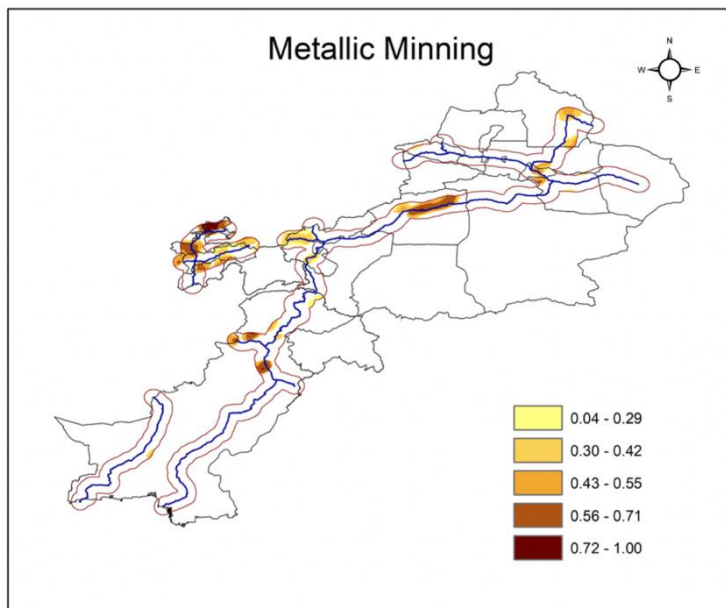 Metallic Minning
N
W E
S
0.04 - 0.29
0.30 - 0.42
0.43 - 0.55
0.56 - 0.71
0.72 - 1.00